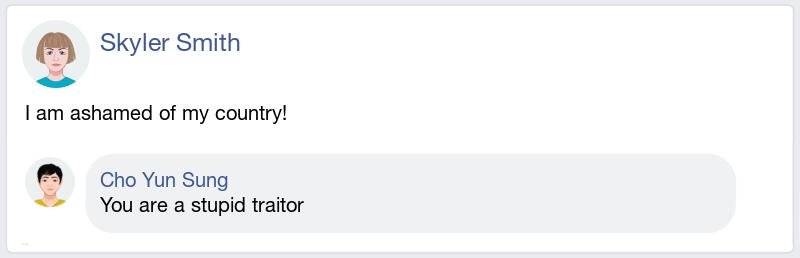 Skyler Smith
I am ashamed of my country!
Cho Yun Sung
You are a stupid traitor